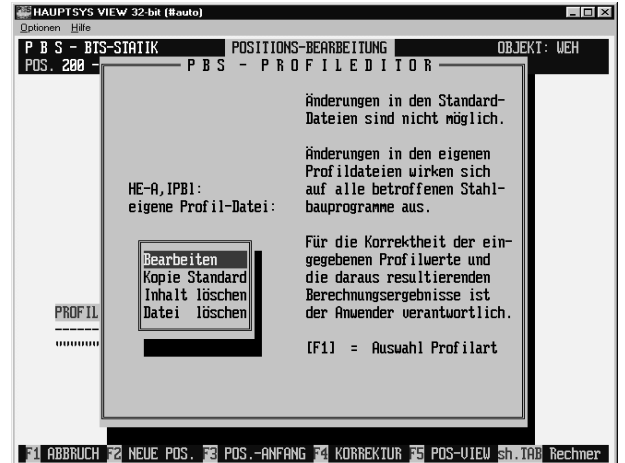 HAUPTSYS VIEW 32-bit (#auto)
Optionen Hilfe
P B S - BTS-STATIK POSITIONS-BEARBEITUNG OBJEKT: WEH
POS. 200 -
P B S - P R O F I L E D I T O R
Änderungen in den Standard-
Dateien sind nicht möglich.
Änderungen in den eigenen
Profildateien wirken sich
auf alle betroffenen Stahl-
bauprogramme aus.
HE-A,IPBl:
eigene Profil-Datei:
Für die Korrektheit der ein-
gegebenen Profilwerte und
die daraus resultierenden
Berechnungsergebnisse ist
der Anwender verantwortlich.
[F1] = Auswahl Profilart
Bearbeiten
Kopie Standard
Inhalt löschen
Datei löschen
PROFIL
F1 ABBRUCH F2 NEUE POS. F3 POS.-ANFANG F4 KORREKTUR F5 POS-VIEW sh.TAB Rechner